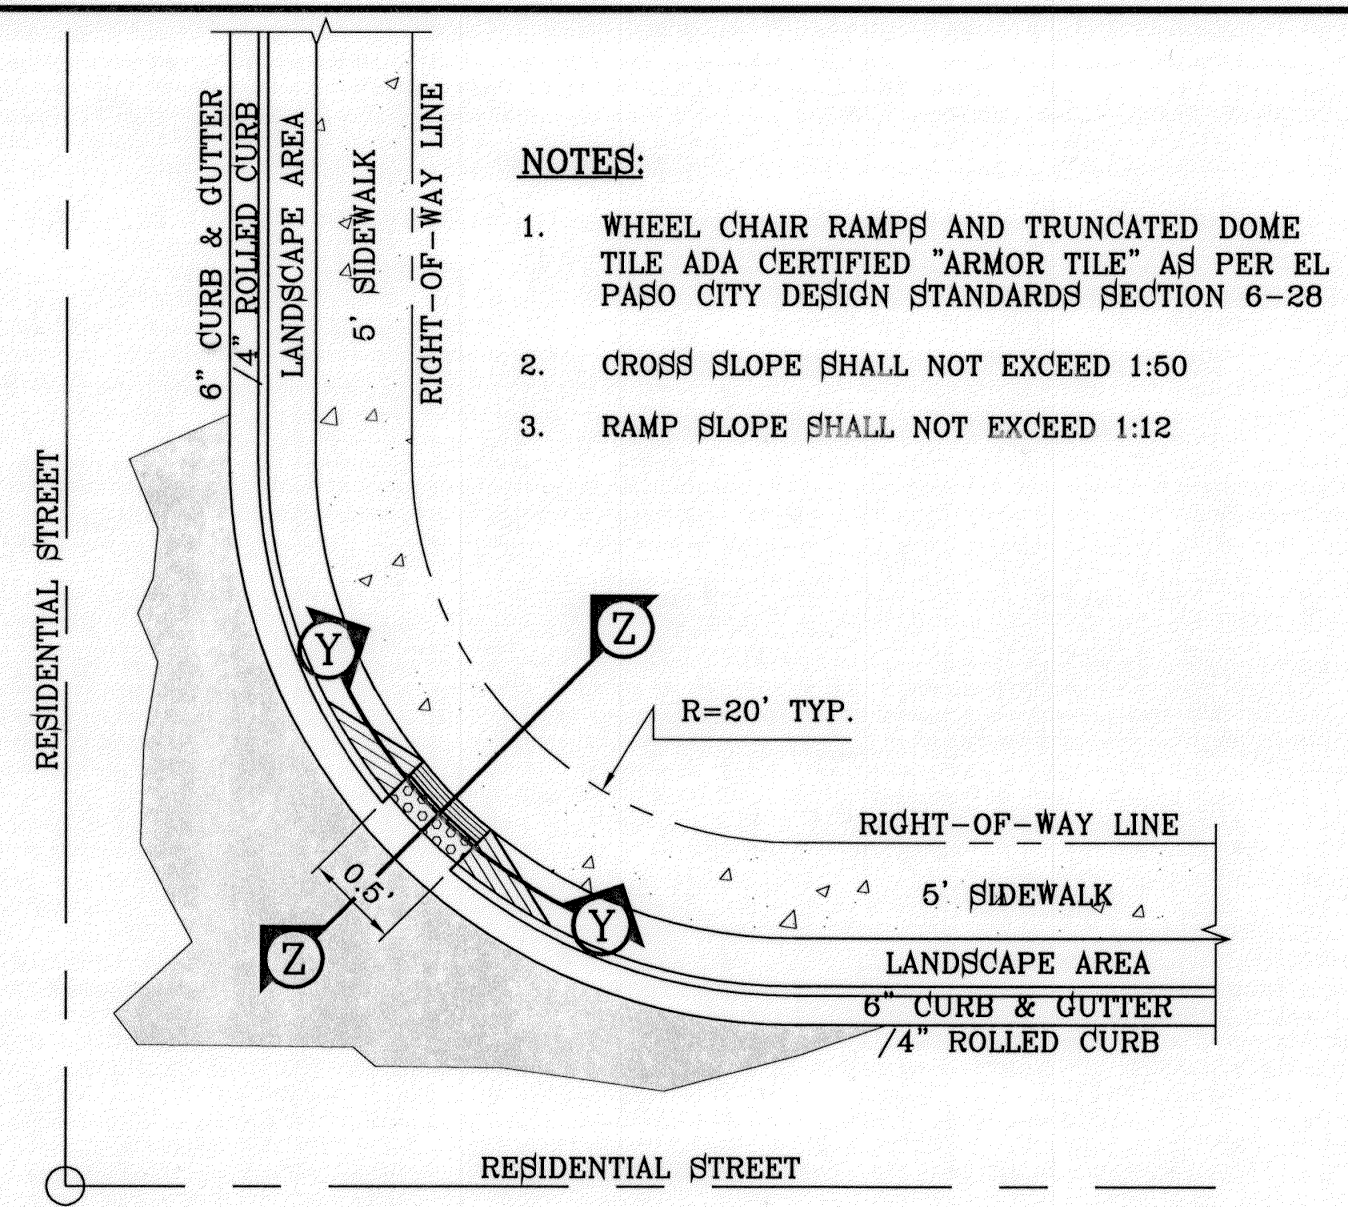 6" CURB & GUTTER
/4" ROLLED CURB
LANDSCAPE AREA
5' SIDEWALK
RIGHT-OF-WAY LINE
NOTES:
1. WHEEL CHAIR RAMPS AND TRUNCATED DOME
TILE ADA CERTIFIED "ARMOR TILE" AS PER EL
PASO CITY DESIGN STANDARDS SECTION 6-28
2. CROSS SLOPE SHALL NOT EXCEED 1:50
3. RAMP SLOPE SHALL NOT EXCEED 1:12
RESIDENTIAL STREET
Y
Z
R=20' TYP.
RIGHT-OF-WAY LINE
0.5'
5' SIDEWALK
Y
Z
LANDSCAPE AREA
6" CURB & GUTTER
/4" ROLLED CURB
RESIDENTIAL STREET